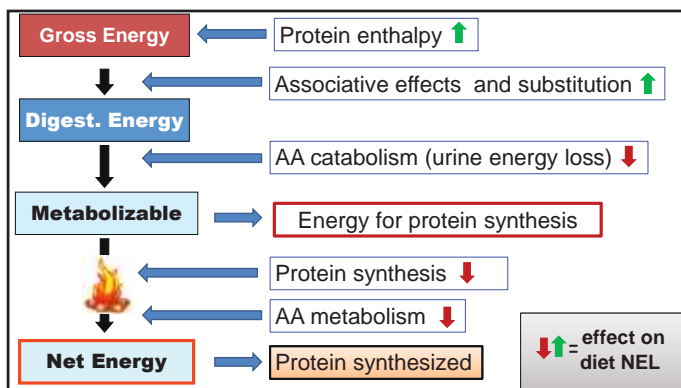 Gross Energy
Protein enthalpy
Associative effects and substitution
Digest. Energy
AA catabolism (urine energy loss)
Metabolizable
Energy for protein synthesis
Protein synthesis
AA metabolism
Net Energy
Protein synthesized
= effect on
diet NEL